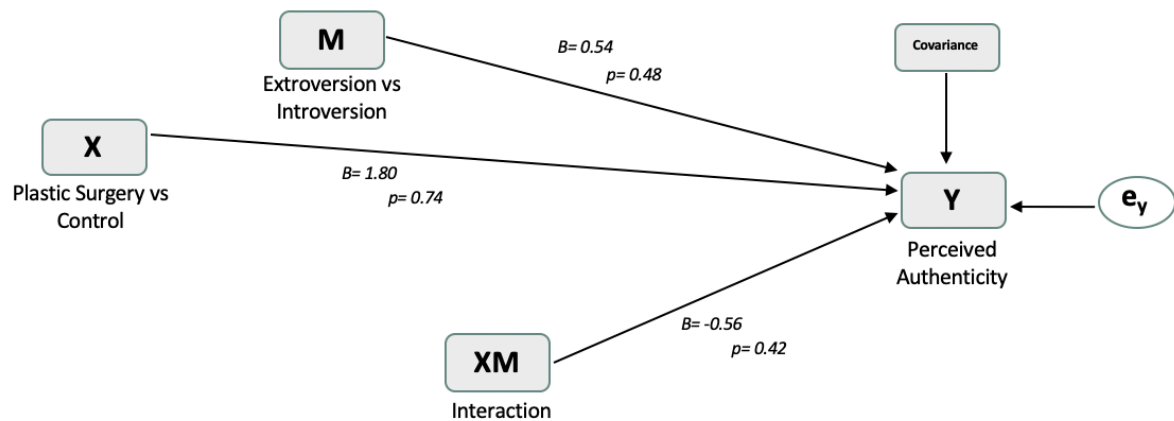 M
Extroversion vs
Introversion
B= 0.54
p= 0.48
Covariance
X
Plastic Surgery vs
Control
B= 1.80
p= 0.74
Y
Perceived
Authenticity
ey
B= -0.56
p= 0.42
XM
Interaction